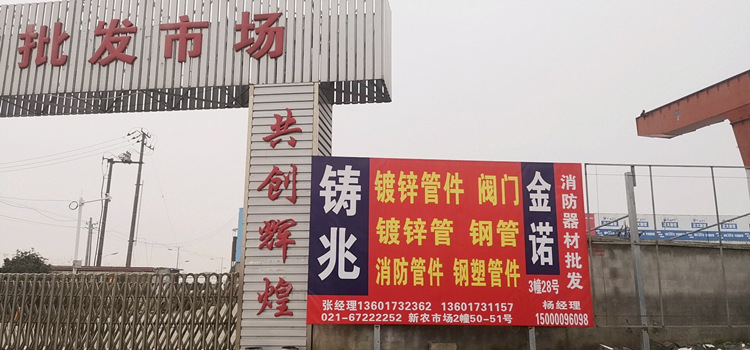 批发市场
共创辉煌
铸兆
镀锌管件 阀门
镀锌管 钢管
消防管件 钢塑管件
金诺
3幢28号
消防器材批发
张经理13601732362 13601731157
021-67222252 新农市场2幢50-51号
杨经理
15000096098